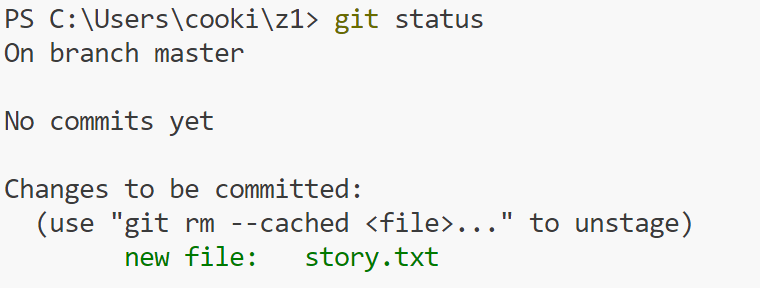 PS C:\Users\cooki\z1> git status
On branch master
No commits yet
Changes to be committed:
(use "git rm --cached <file>..." to unstage)
new file: story.txt